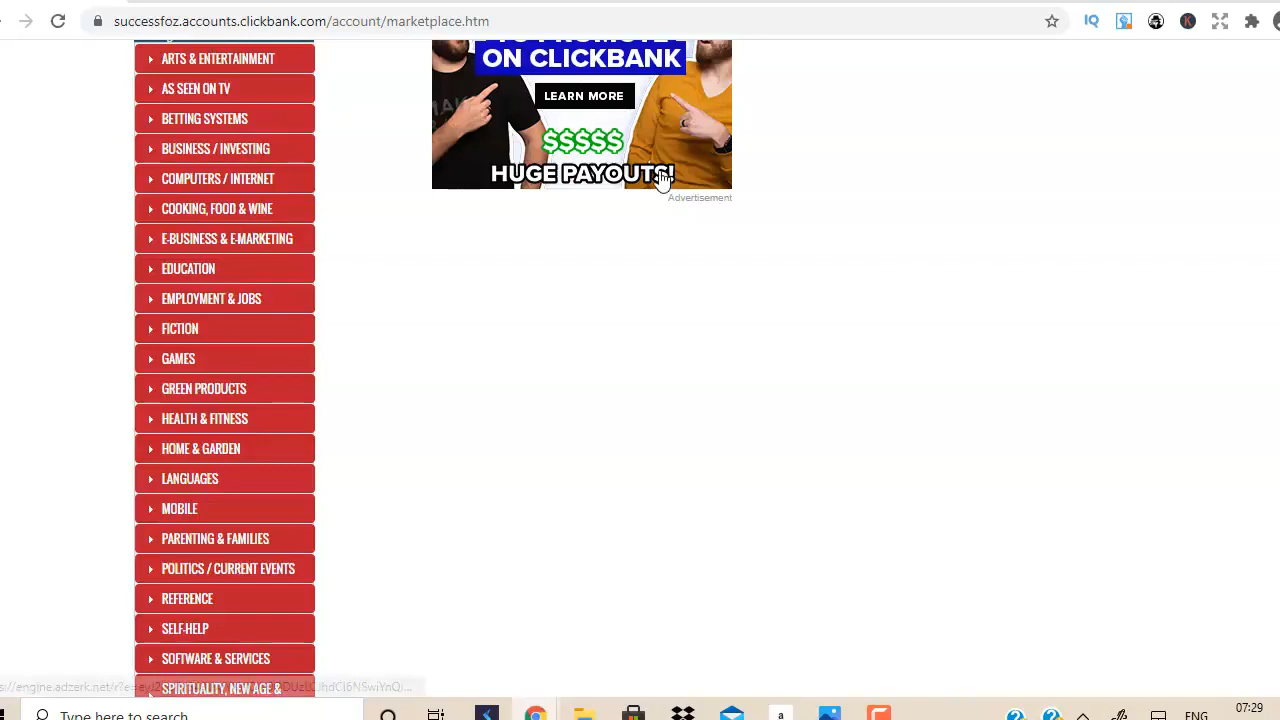 successfoz.accounts.clickbank.com/account/marketplace.htm
IQ
K
ARTS & ENTERTAINMENT
AS SEEN ON TV
BETTING SYSTEMS
BUSINESS / INVESTING
COMPUTERS / INTERNET
COOKING, FOOD & WINE
E-BUSINESS & E-MARKETING
EDUCATION
EMPLOYMENT & JOBS
FICTION
GAMES
GREEN PRODUCTS
HEALTH & FITNESS
HOME & GARDEN
LANGUAGES
MOBILE
PARENTING & FAMILIES
POLITICS / CURRENT EVENTS
REFERENCE
SELF-HELP
SOFTWARE & SERVICES
SPIRITUALITY, NEW AGE &
TO PROMOTE
ON CLICKBANK
LEARN MORE
$$$$$
HUGE PAYOUTS!
Advertisement
Type here to search
a
ENG
07:29